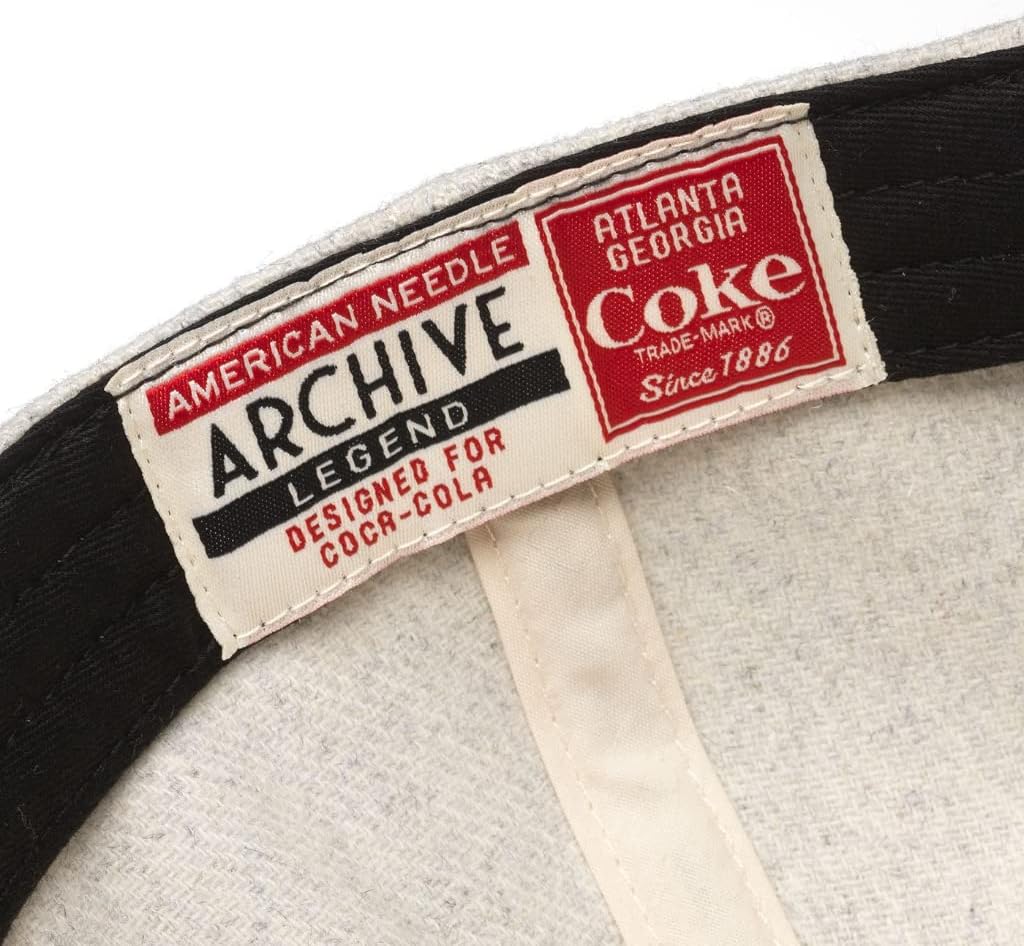 AMERICAN NEEDLE
ARCHIVE
LEGEND
DESIGNED FOR
COCA-COLA
ATLANTA
GEORGIA
Coke
TRADE-MARK®
Since 1886